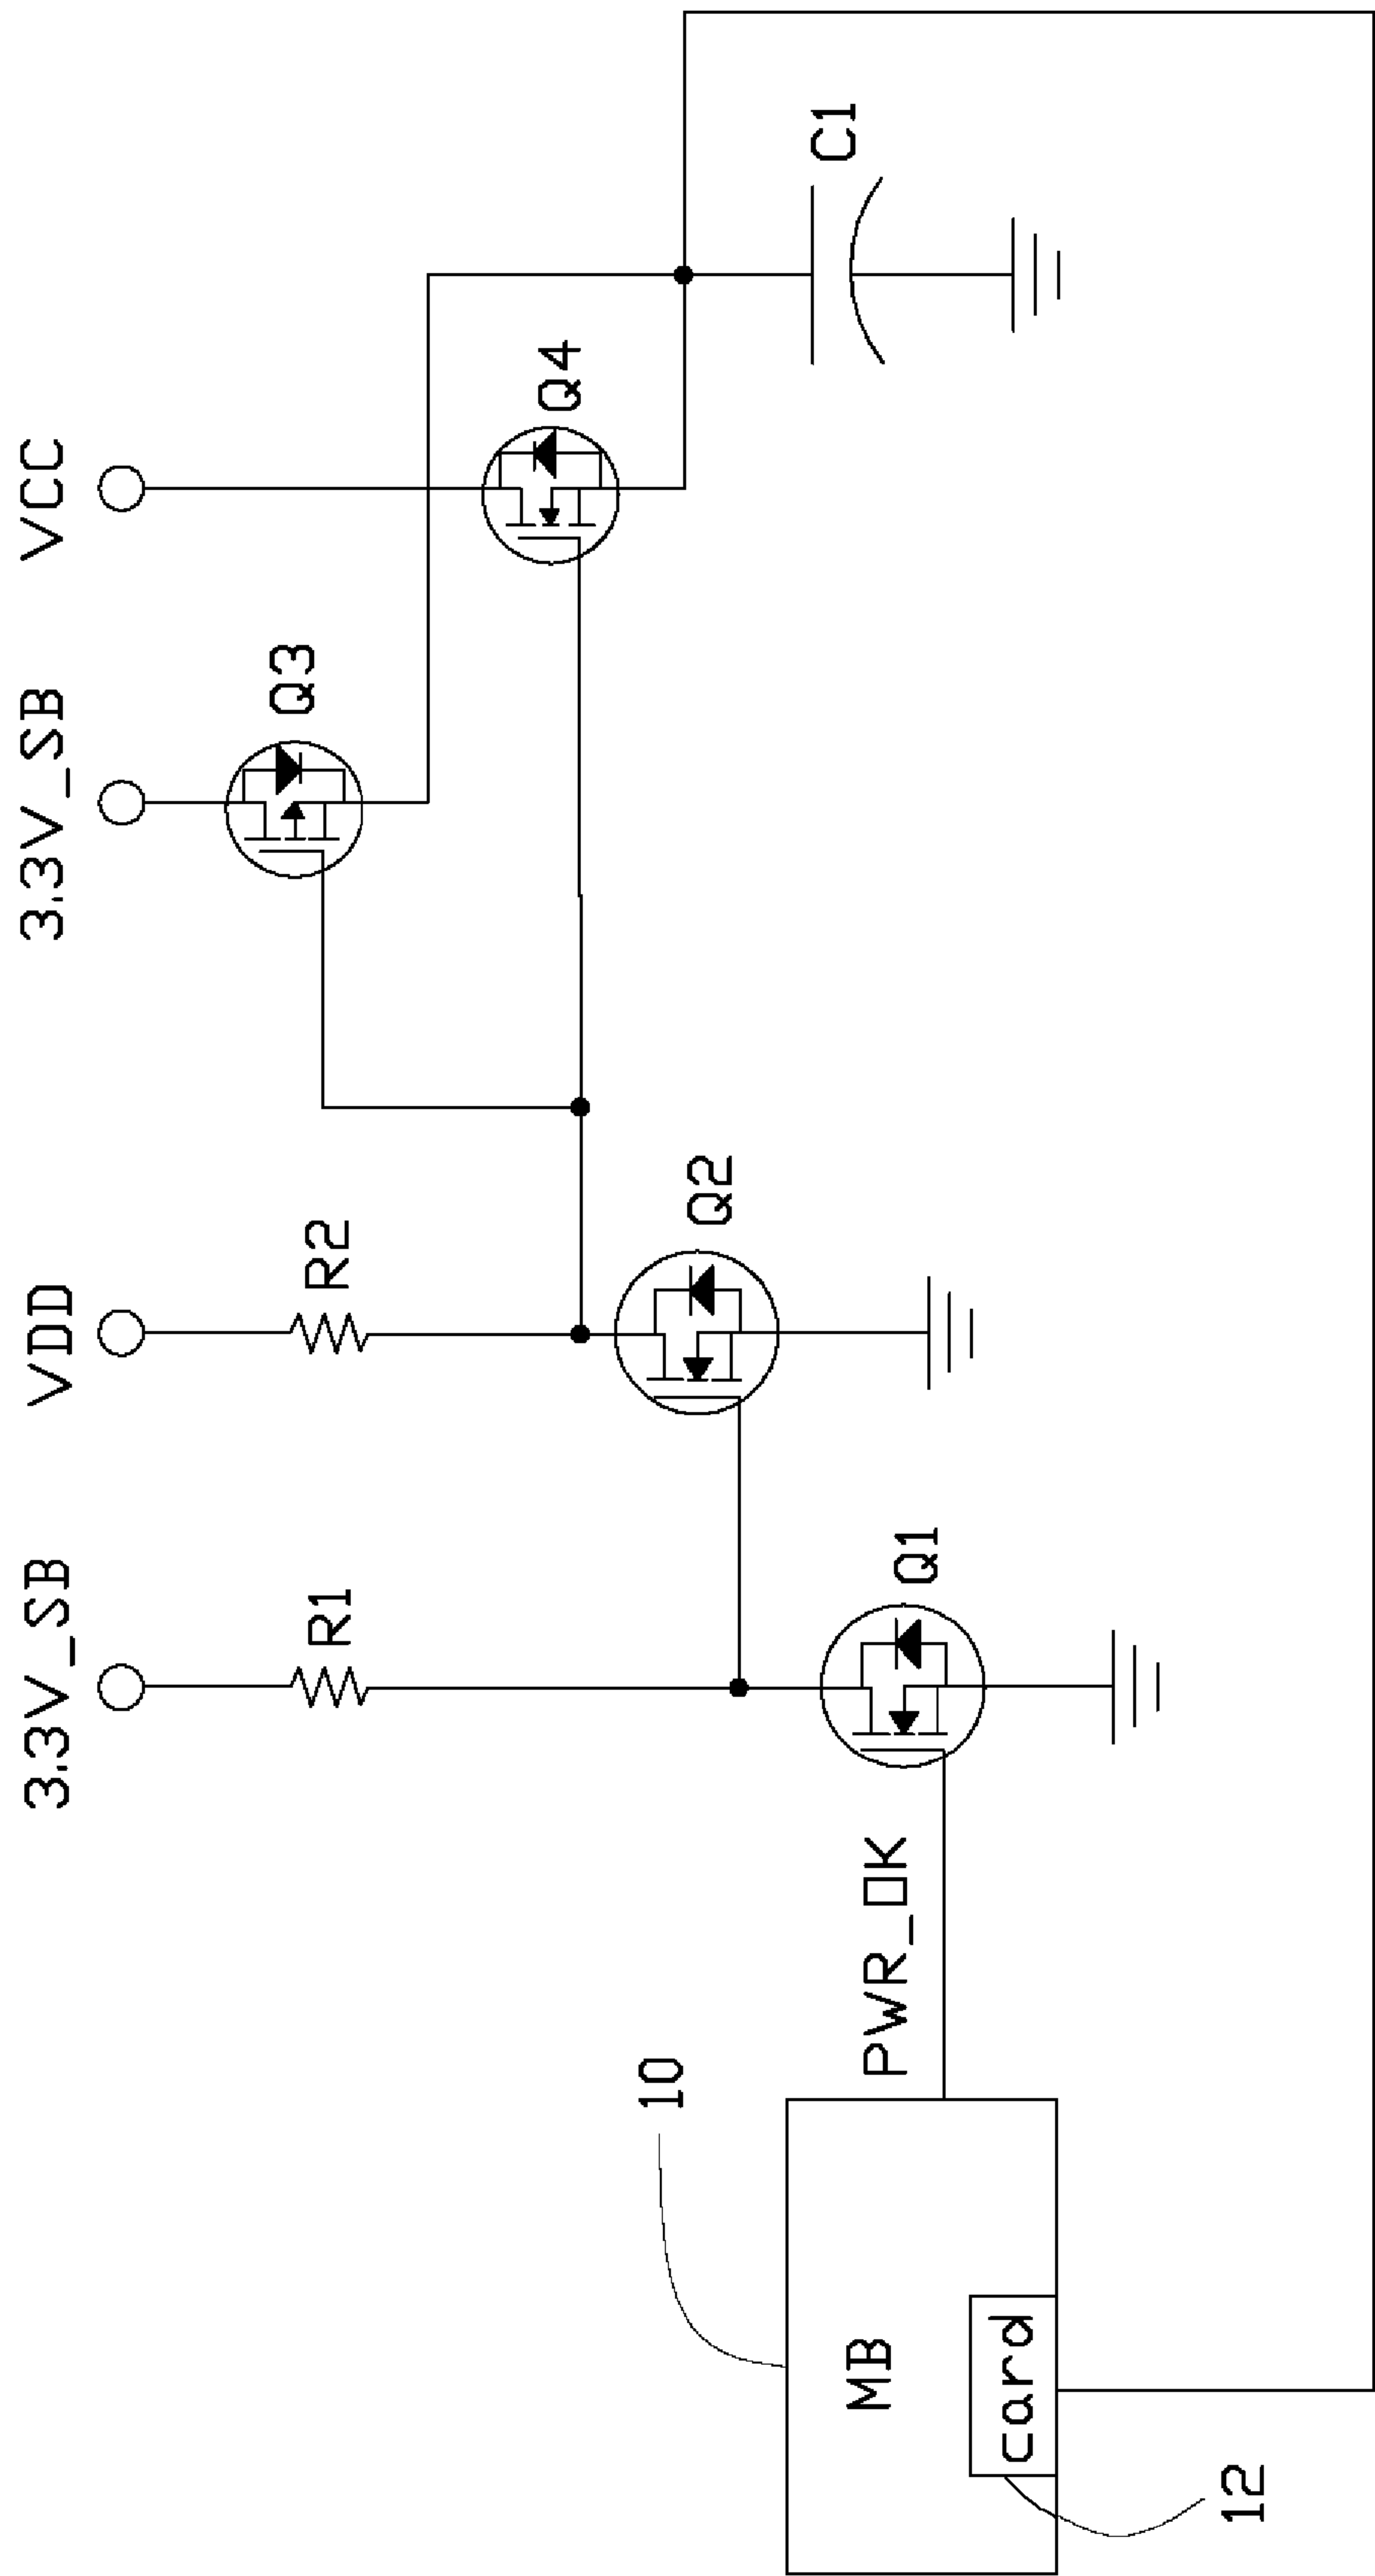 3.3V_SB
VDD
3.3V_SB
VCC
R1
R2
Q3
Q4
Q2
Q1
C1
PWR_OK
10
MB
card
12